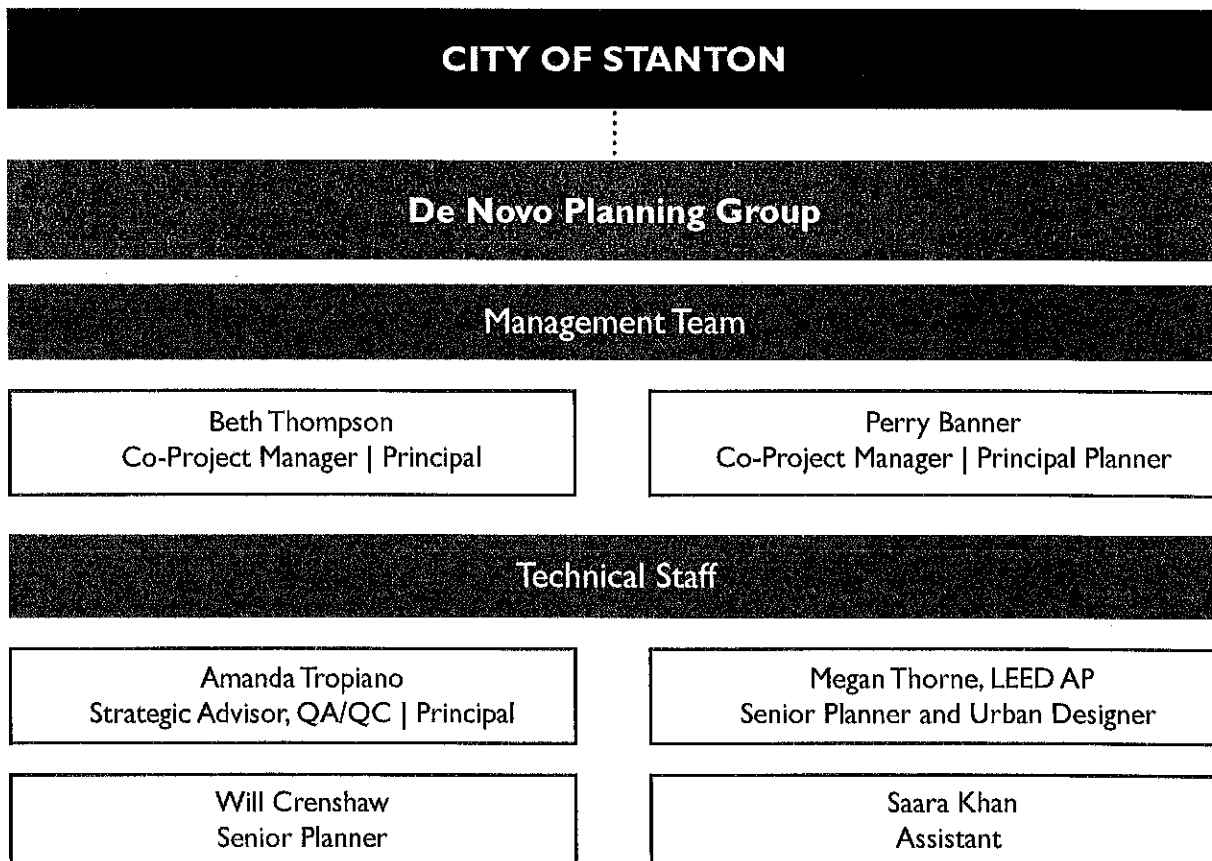 CITY OF STANTON
De Novo Planning Group
Management Team
Beth Thompson
Co-Project Manager | Principal
Perry Banner
Co-Project Manager | Principal Planner
Technical Staff
Amanda Tropiano
Strategic Advisor, QA/QC | Principal
Megan Thorne, LEED AP
Senior Planner and Urban Designer
Will Crenshaw
Senior Planner
Saara Khan
Assistant